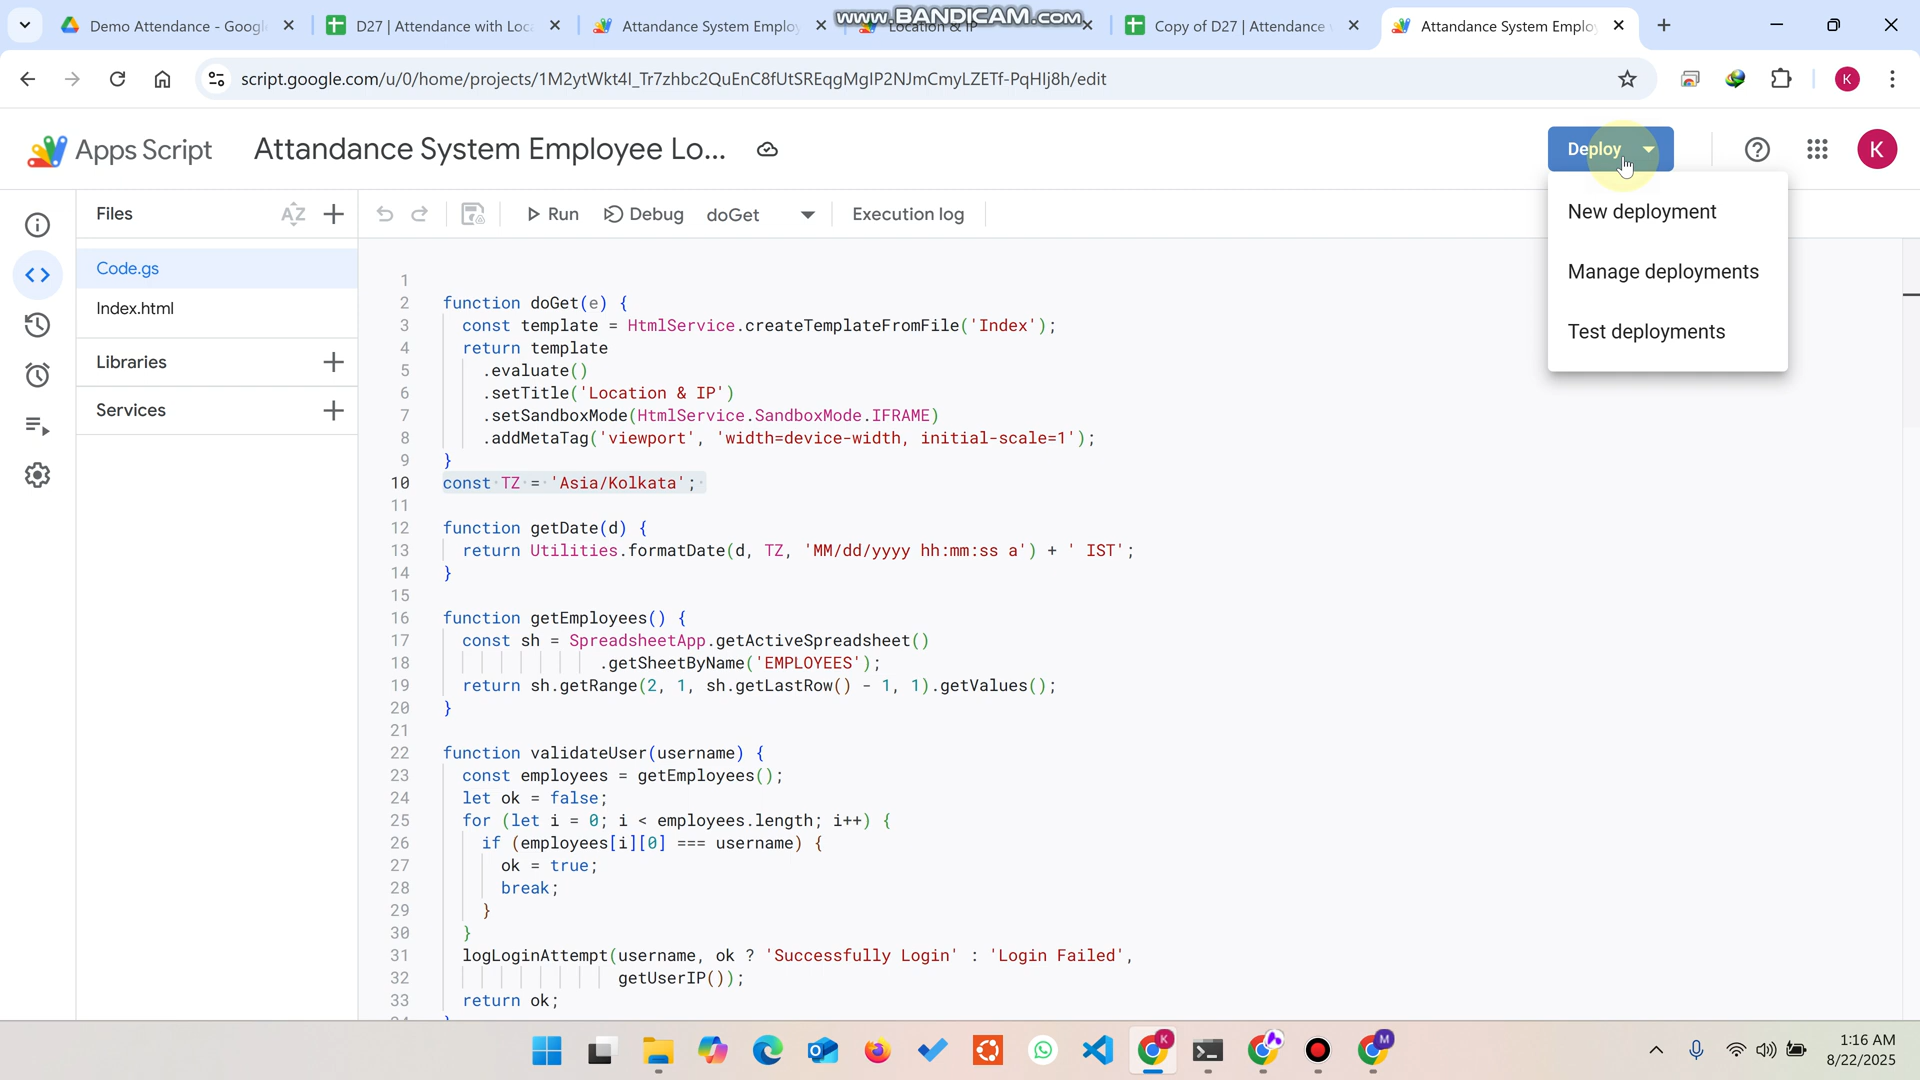 www.BANDICAM.com
Demo Attendance - Googl
D27 | Attendance with Loc
Attandance System Employ
Location & IP
Copy of D27 | Attendance
Attandance System Employ
script.google.com/u/0/home/projects/1M2ytWkt4I_Tr7zhbc2QuEnC8fUtSREqgMgIP2NJmCmyLZETf-PqHIj8h/edit
K
Apps Script
Attandance System Employee Lo...
Deploy
K
New deployment
Manage deployments
Test deployments
Files
AZ
Run
Debug
doGet
Execution log
Code.gs
Index.html
Libraries
Services
1
2 function doGet(e) {
3 const template = HtmlService.createTemplateFromFile('Index');
4 return template
5 .evaluate()
6 .setTitle('Location & IP')
7 .setSandboxMode(HtmlService.SandboxMode.IFRAME)
8 .addMetaTag('viewport', 'width=device-width, initial-scale=1');
9 }
10 const TZ = 'Asia/Kolkata';
11
12 function getDate(d) {
13 return Utilities.formatDate(d, TZ, 'MM/dd/yyyy hh:mm:ss a') + ' IST';
14 }
15
16 function getEmployees() {
17 const sh = SpreadsheetApp.getActiveSpreadsheet()
18 .getSheetByName('EMPLOYEES');
19 return sh.getRange(2, 1, sh.getLastRow() - 1, 1).getValues();
20 }
21
22 function validateUser(username) {
23 const employees = getEmployees();
24 let ok = false;
25 for (let i = 0; i < employees.length; i++) {
26 if (employees[i][0] === username) {
27 ok = true;
28 break;
29 }
30 }
31 logLoginAttempt(username, ok ? 'Successfully Login' : 'Login Failed',
32 getUserIP());
33 return ok;
K
M
1:16 AM
8/22/2025